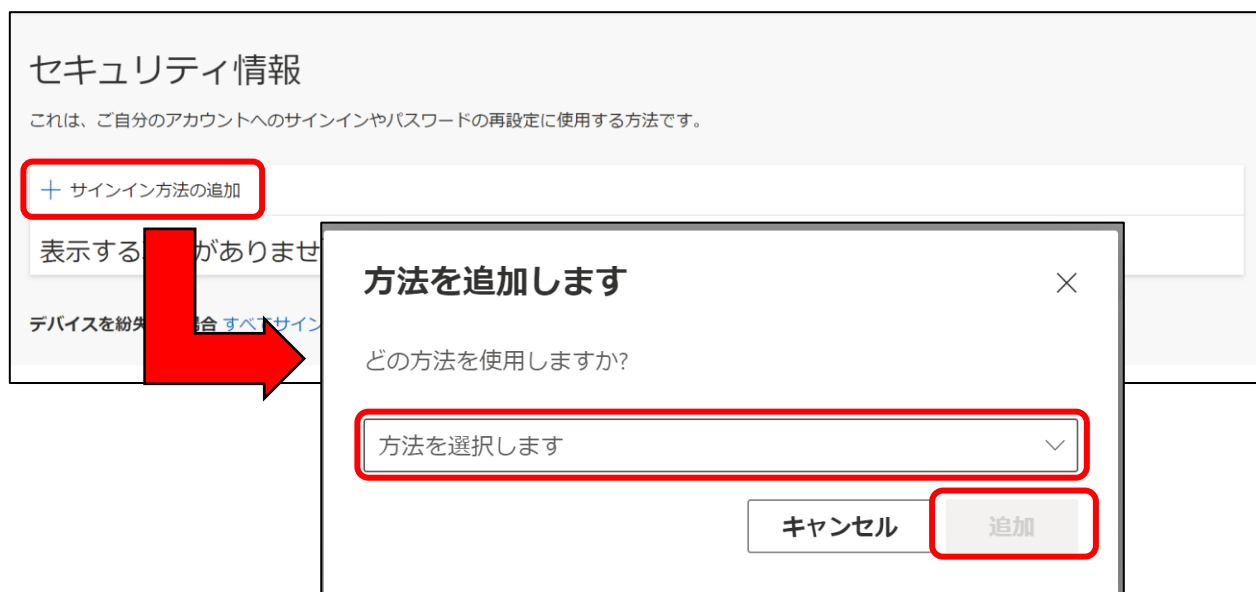 セキュリティ情報
これは、ご自分のアカウントへのサインインやパスワードの再設定に使用する方法です。
+ サインイン方法の追加
表示する がありませ
デバイスを紛失 場合 すべてサイン
方法を追加します
どの方法を使用しますか?
方法を選択します
キャンセル 追加